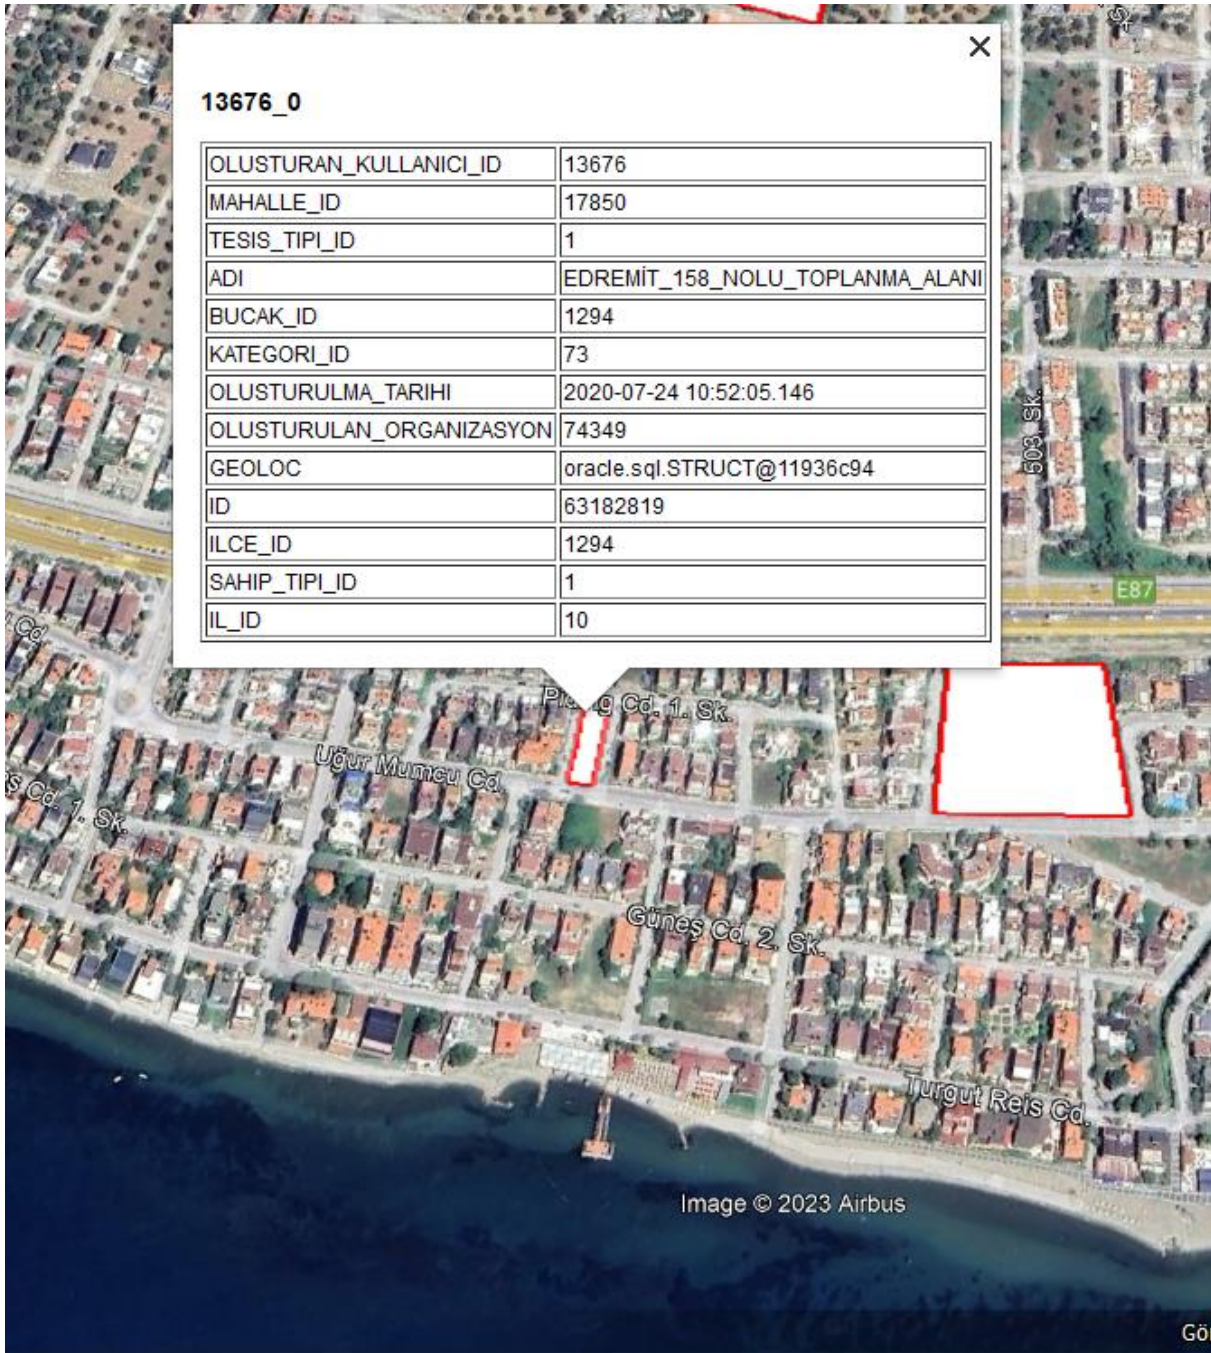 13676_0
OLUSTURAN_KULLANICI_ID 13676
MAHALLE_ID 17850
TESIS_TIPI_ID 1
ADI EDREMİT_158_NOLU_TOPLANMA_ALANI
BUCAK_ID 1294
KATEGORI_ID 73
OLUSTURULMA_TARIHI 2020-07-24 10:52:05.146
OLUSTURULAN_ORGANIZASYON 74349
GEOLOC oracle.sql.STRUCT@11936c94
ID 63182819
ILCE_ID 1294
SAHIP_TIPI_ID 1
IL_ID 10
503. Sk.
E87
Cd.
Cd. 1. Sk.
Uğur Mumcu Cd.
Cd. 1. Sk.
Güneş Cd. 2. Sk.
Turgut Reis Cd.
Image © 2023 Airbus